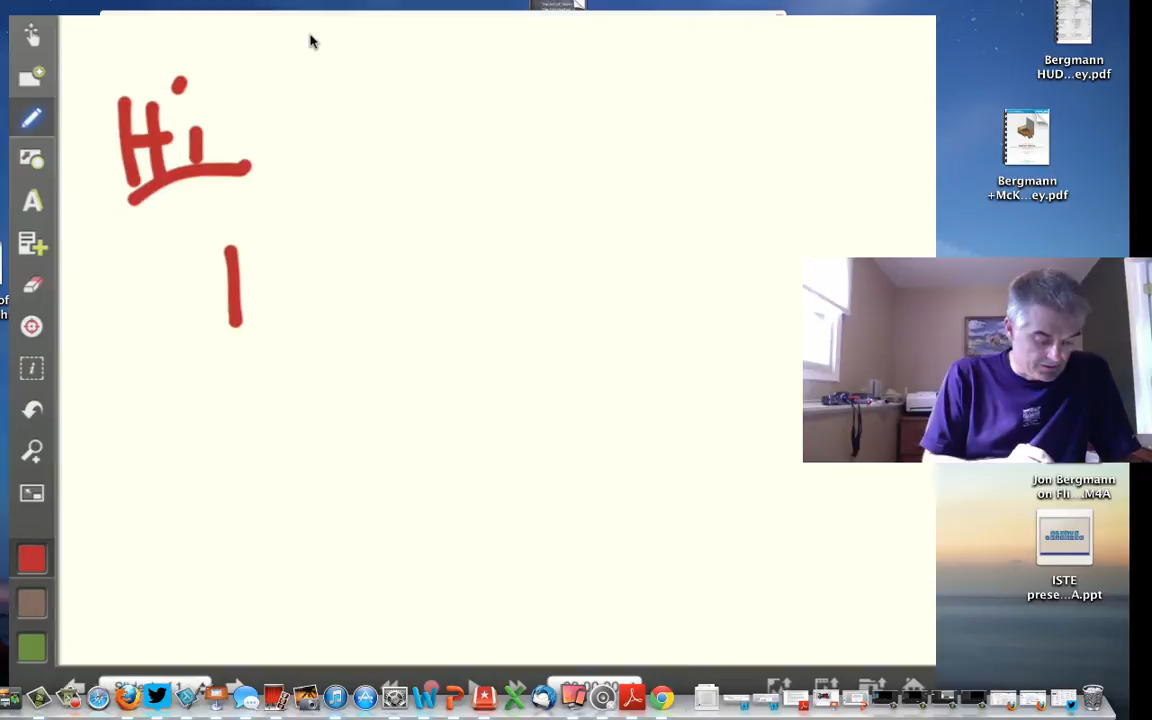 Bergmann
HUD...ey.pdf
Hi
Bergmann
+McK...ey.pdf
1
Jon Bergmann
on Fli....M4A
ISTE
prese...A.ppt